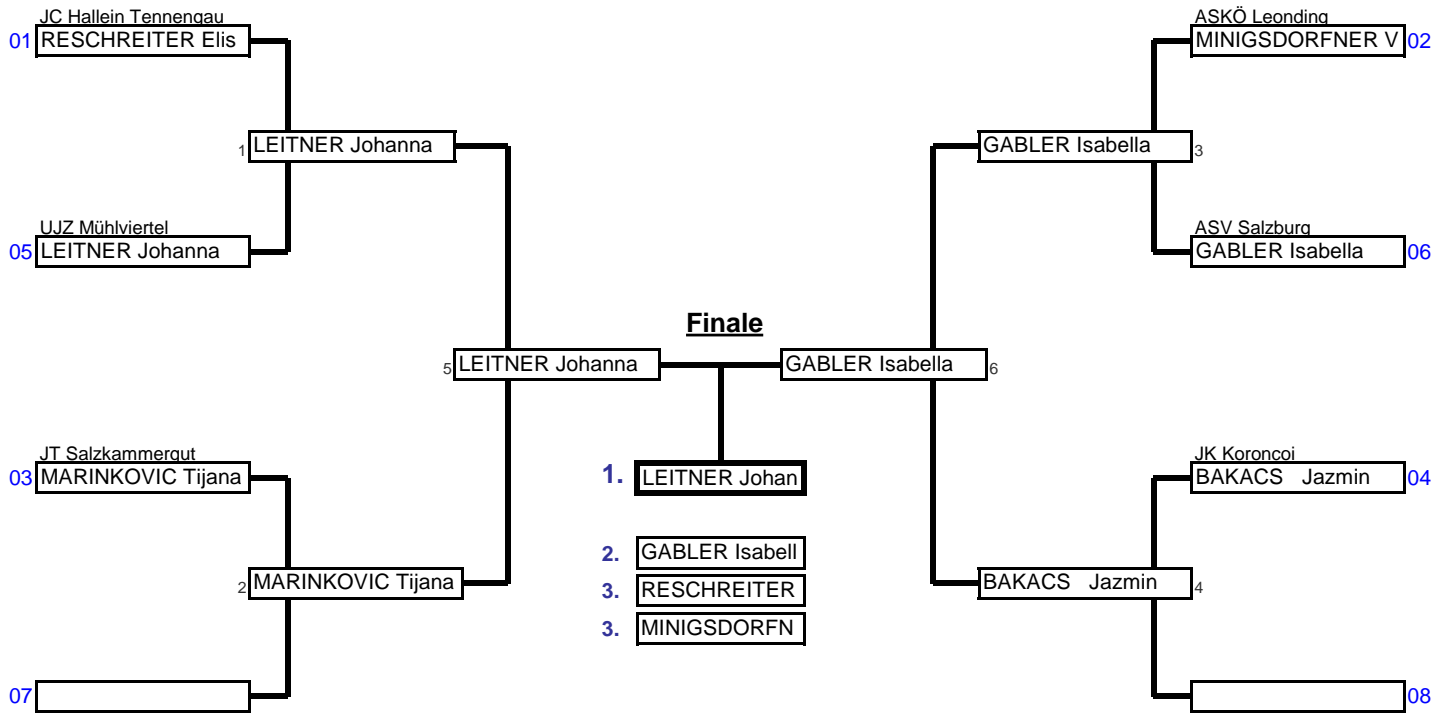 JC Hallein Tennengau
01 RESCHREITER Elis
1 LEITNER Johanna
UJZ Mühlviertel
05 LEITNER Johanna
5 LEITNER Johanna
JT Salzkammergut
03 MARINKOVIC Tijana
2 MARINKOVIC Tijana
07
Finale
1. LEITNER Johan
2. GABLER Isabell
3. RESCHREITER
3. MINIGSDORFN
ASKÖ Leonding
MINIGSDORFNER V 02
GABLER Isabella 3
ASV Salzburg
GABLER Isabella 06
GABLER Isabella 6
JK Koroncoi
BAKACS Jazmin 04
BAKACS Jazmin 4
08